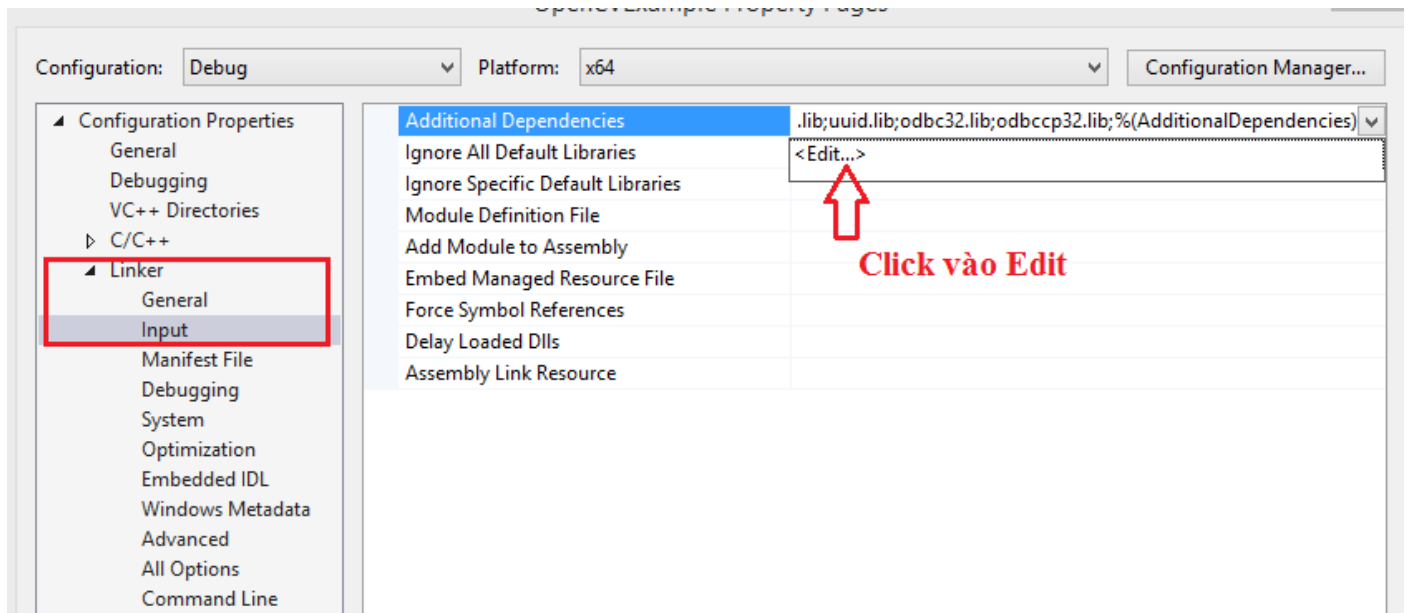 Configuration: Debug Platform: x64 Configuration Manager...
Configuration Properties
General
Debugging
VC++ Directories
C/C++
Linker
General
Input
Manifest File
Debugging
System
Optimization
Embedded IDL
Windows Metadata
Advanced
All Options
Command Line
Additional Dependencies .lib;uuid.lib;odbc32.lib;odbccp32.lib;%(AdditionalDependencies)
Ignore All Default Libraries <Edit...>
Ignore Specific Default Libraries
Module Definition File
Add Module to Assembly
Embed Managed Resource File
Force Symbol References
Delay Loaded Dlls
Assembly Link Resource
Click vào Edit